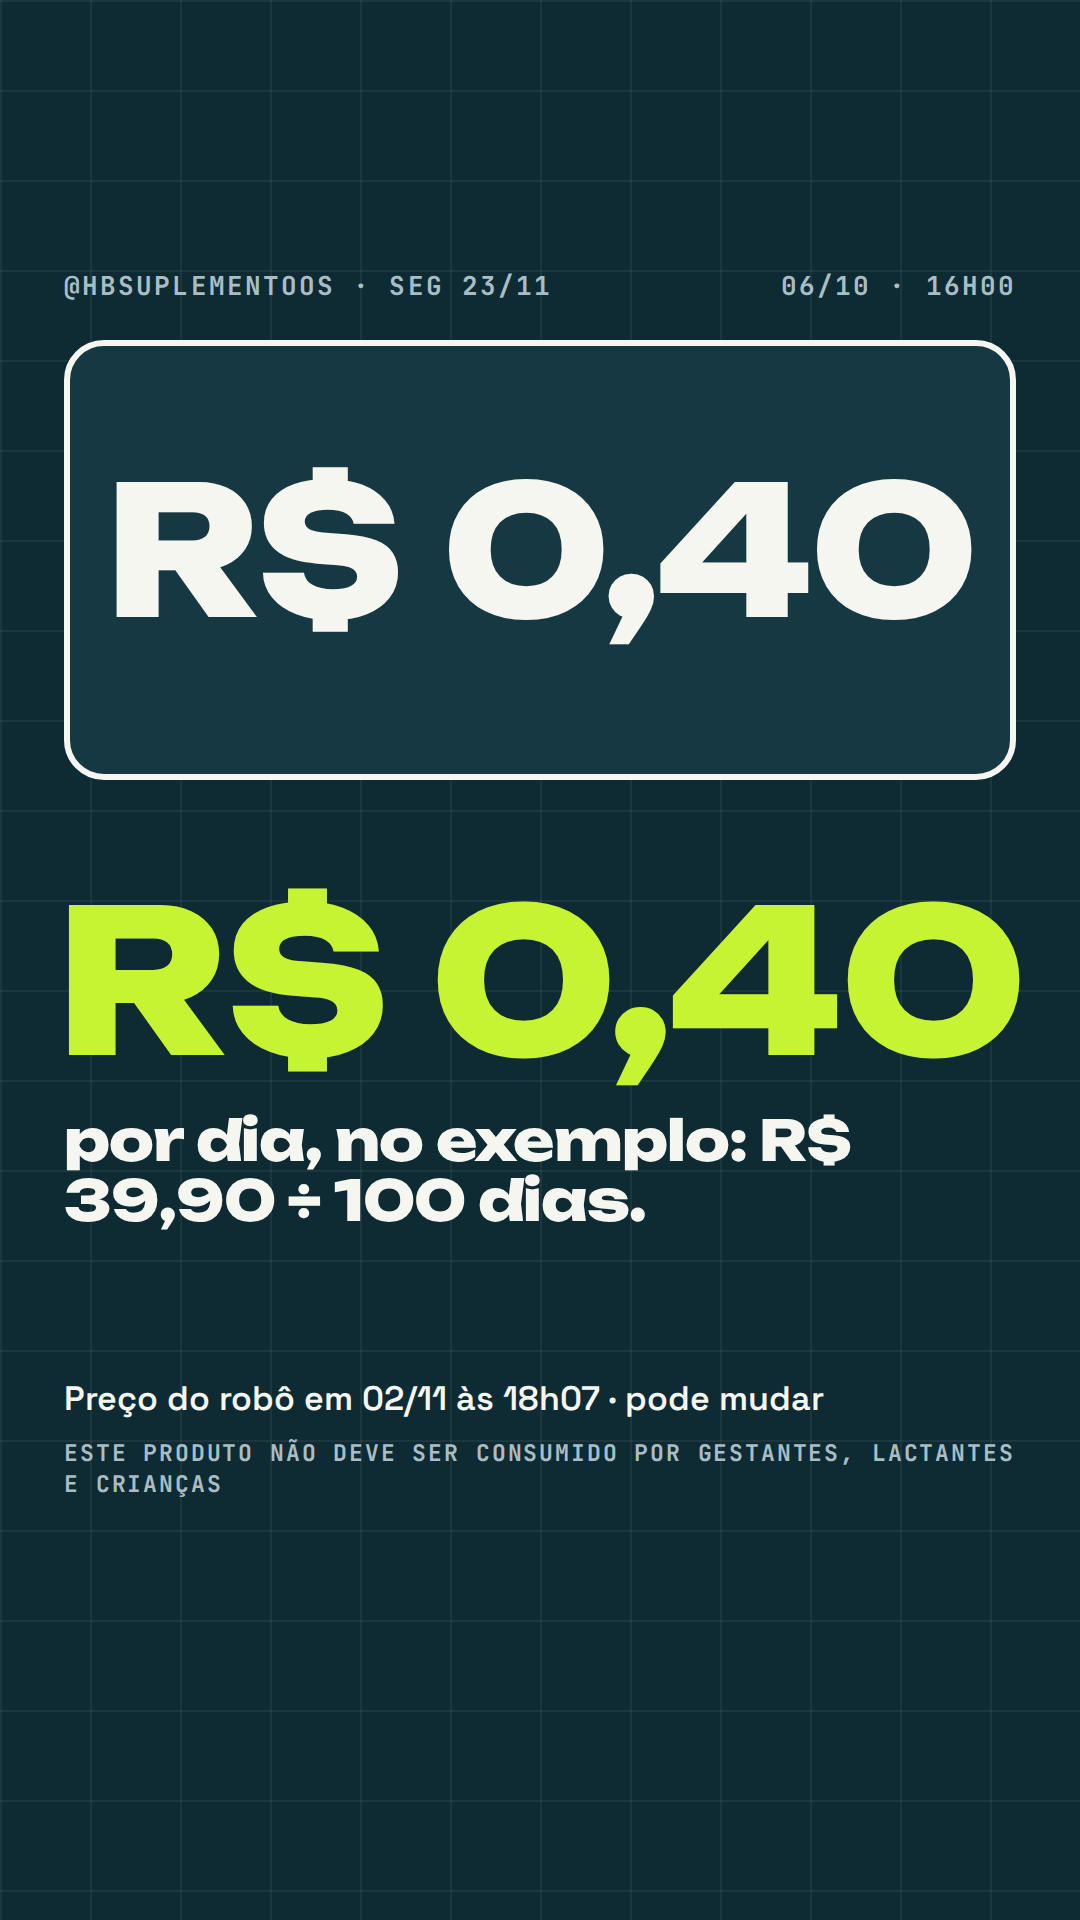 @HBSUPLEMENTOOS · SEG 23/11
06/10 · 16H00
R$ 0,40
R$ 0,40
por dia, no exemplo: R$
39,90 ÷ 100 dias.
Preço do robô em 02/11 às 18h07 · pode mudar
ESTE PRODUTO NÃO DEVE SER CONSUMIDO POR GESTANTES, LACTANTES
E CRIANÇAS